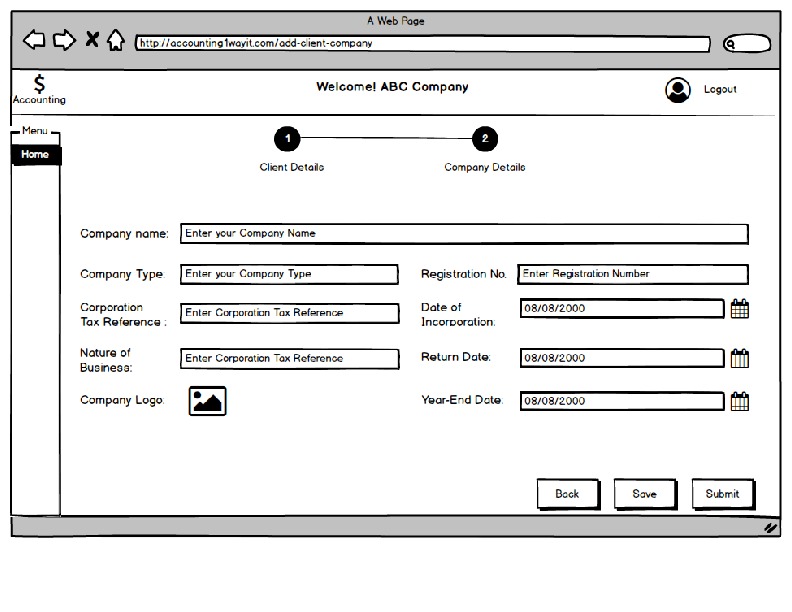 A Web Page
http://accounting1wayit.com/add-client-company
$
Accounting
Welcome! ABC Company
Logout
Menu
Home
1
2
Client Details
Company Details
Company name:
Enter your Company Name
Company Type:
Enter your Company Type
Registration No.
Enter Registration Number
Corporation
Tax Reference :
Enter Corporation Tax Reference
Date of
Incorporation:
08/08/2000
Nature of
Business:
Enter Corporation Tax Reference
Return Date:
08/08/2000
Company Logo:
Year-End Date:
08/08/2000
Back
Save
Submit